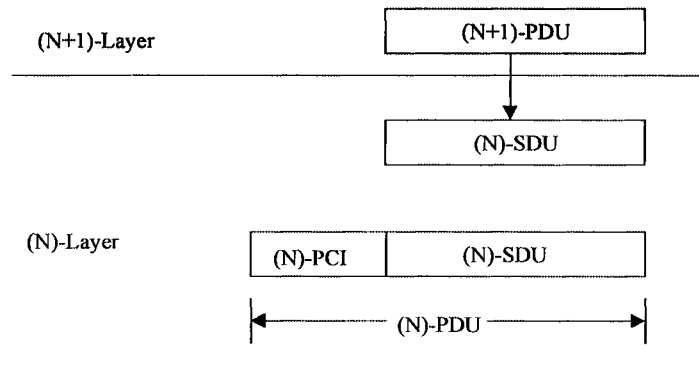 (N+1)-Layer
(N+1)-PDU
(N)-SDU
(N)-Layer
(N)-PCI
(N)-SDU
(N)-PDU